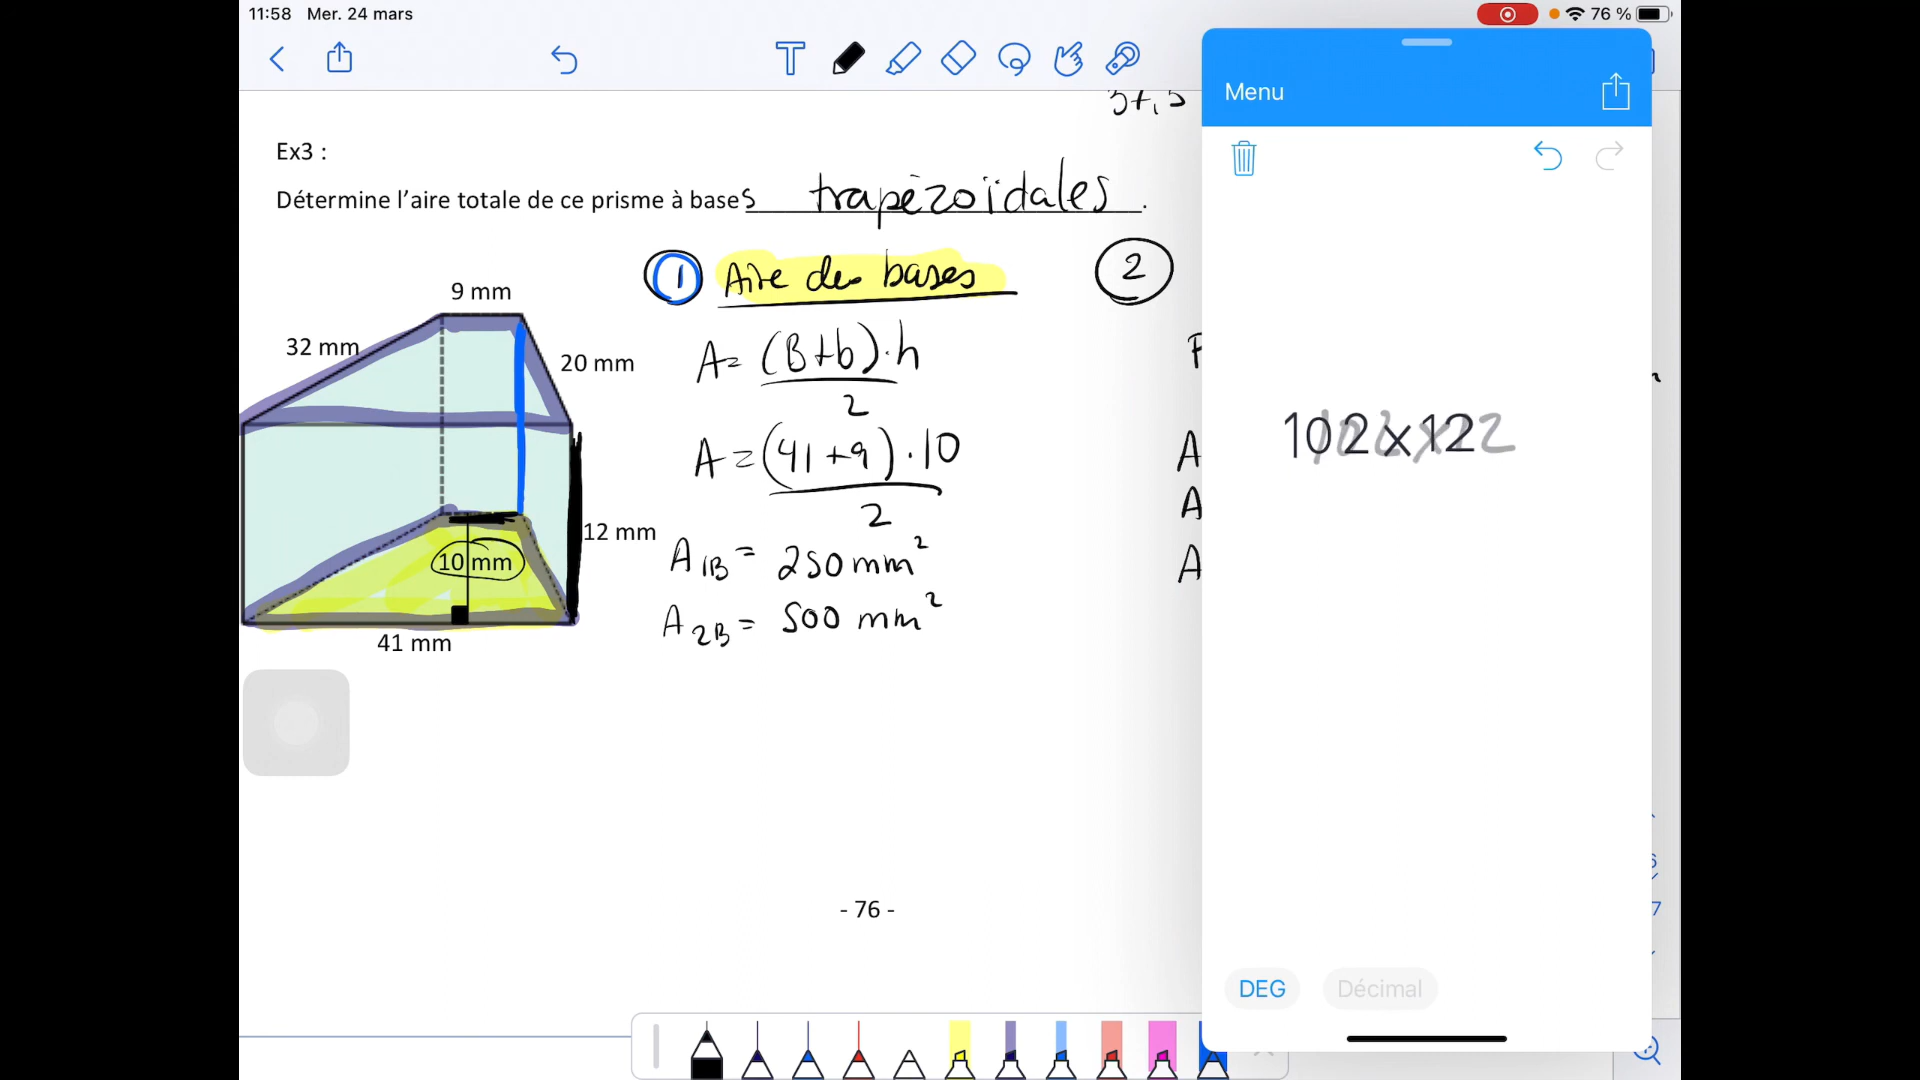 11:58 Mer. 24 mars
76 %
Menu
Ex3 :
Détermine l’aire totale de ce prisme à bases trapézoïdales.
1 Aire des bases
2
9 mm
32 mm
20 mm
12 mm
10 mm
41 mm
A = (B+b)·h
2
A = (41+9)·10
2
A1B = 250 mm²
A2B = 500 mm²
A
A
A
102×12
- 76 -
DEG Décimal